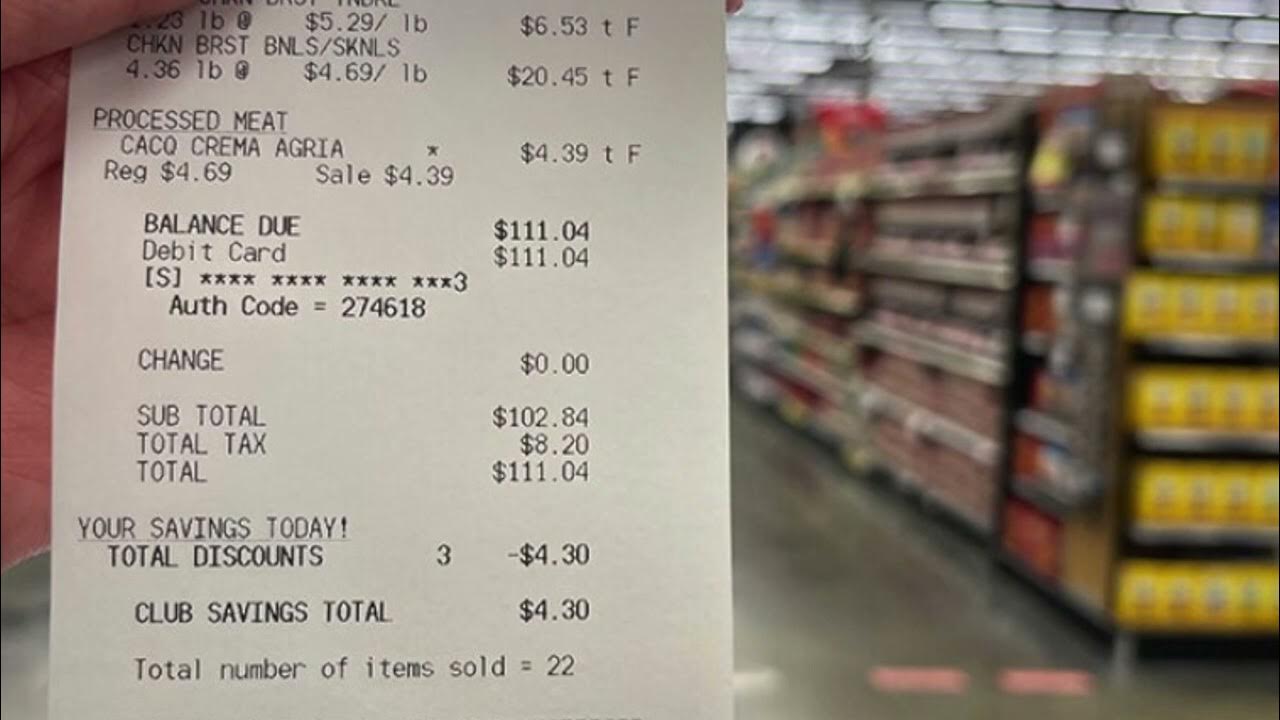 CHKN BRST TNDRL
1.23 lb @ $5.29/ lb $6.53 t F
CHKN BRST BNLS/SKNLS
4.36 lb @ $4.69/ lb $20.45 t F
PROCESSED MEAT
CACQ CREMA AGRIA * $4.39 t F
Reg $4.69 Sale $4.39
BALANCE DUE $111.04
Debit Card $111.04
[S] **** **** **** ***3
Auth Code = 274618
CHANGE $0.00
SUB TOTAL $102.84
TOTAL TAX $8.20
TOTAL $111.04
YOUR SAVINGS TODAY!
TOTAL DISCOUNTS 3 -$4.30
CLUB SAVINGS TOTAL $4.30
Total number of items sold = 22